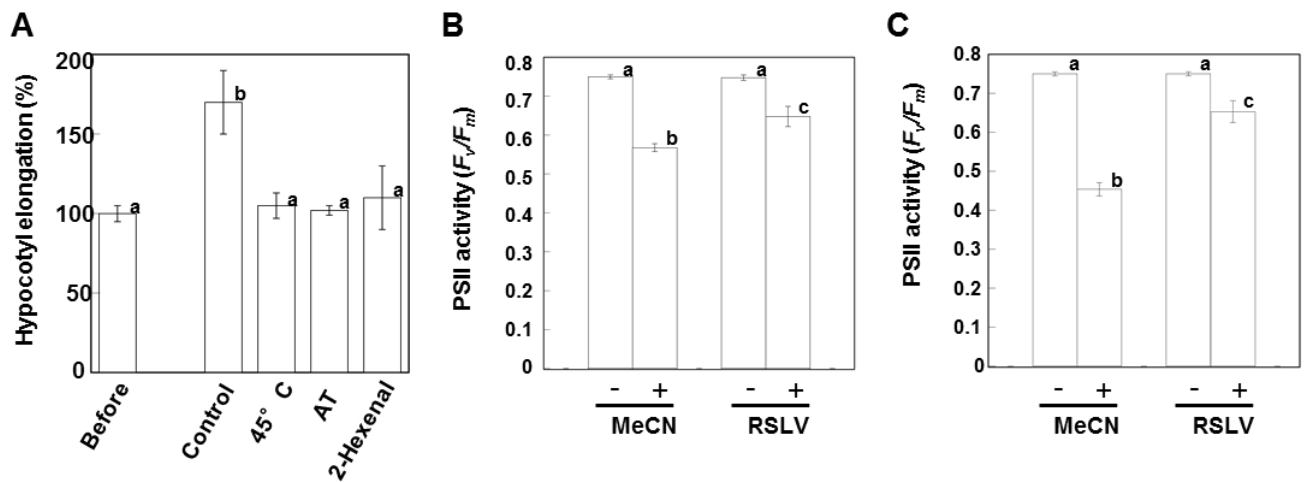 A
Hypocotyl elongation (%)
200
150
100
50
0
a
b
a
a
a
Before
Control
45° C
AT
2-Hexenal
B
PSII activity (Fv/Fm)
0.8
0.7
0.6
0.5
0.4
0.3
0.2
0.1
0
a
b
a
c
- + - +
MeCN RSLV
C
PSII activity (Fv/Fm)
0.8
0.7
0.6
0.5
0.4
0.3
0.2
0.1
0
a
b
a
c
- + - +
MeCN RSLV